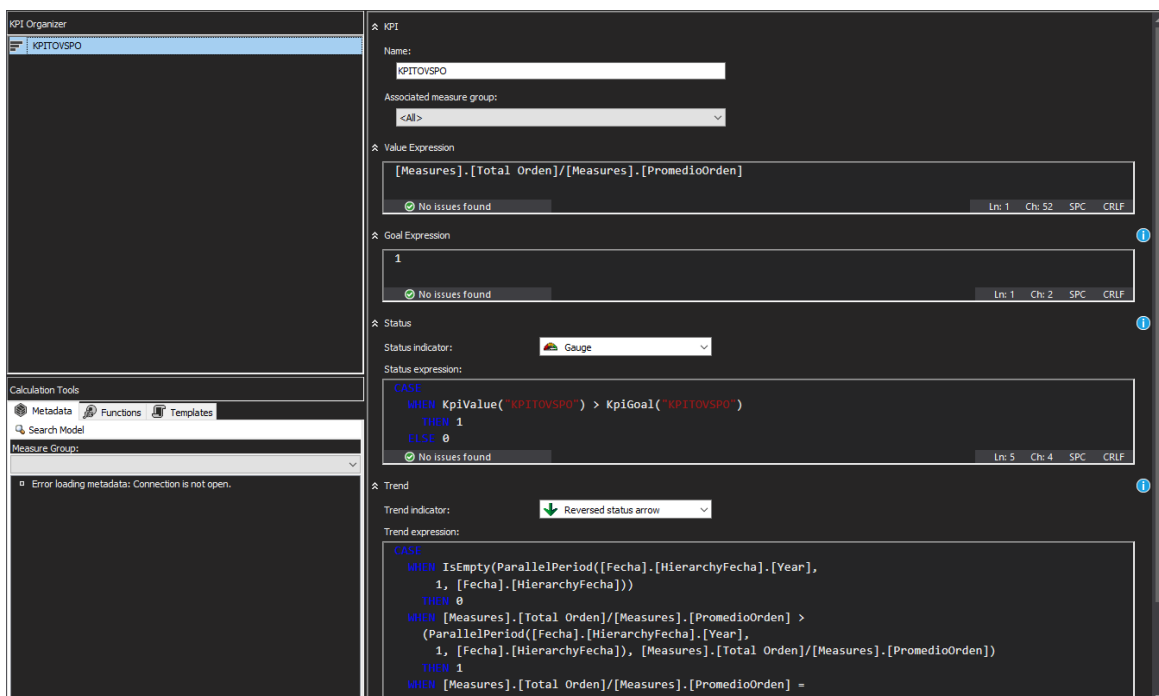 KPI Organizer
KPITOVSPO
Calculation Tools
Metadata Functions Templates
Search Model
Measure Group:
Error loading metadata: Connection is not open.
KPI
Name:
KPITOVSPO
Associated measure group:
<All>
Value Expression
[Measures].[Total Orden]/[Measures].[PromedioOrden]
No issues found Ln: 1 Ch: 52 SPC CRLF
Goal Expression
1
No issues found Ln: 1 Ch: 2 SPC CRLF
Status
Status indicator: Gauge
Status expression:
CASE
WHEN KpiValue("KPITOVSPO") > KpiGoal("KPITOVSPO")
THEN 1
ELSE 0
No issues found Ln: 5 Ch: 4 SPC CRLF
Trend
Trend indicator: Reversed status arrow
Trend expression:
CASE
WHEN IsEmpty(ParallelPeriod([Fecha].[HierarchyFecha].[Year],
1, [Fecha].[HierarchyFecha]))
THEN 0
WHEN [Measures].[Total Orden]/[Measures].[PromedioOrden] >
(ParallelPeriod([Fecha].[HierarchyFecha].[Year],
1, [Fecha].[HierarchyFecha]), [Measures].[Total Orden]/[Measures].[PromedioOrden])
THEN 1
WHEN [Measures].[Total Orden]/[Measures].[PromedioOrden] =